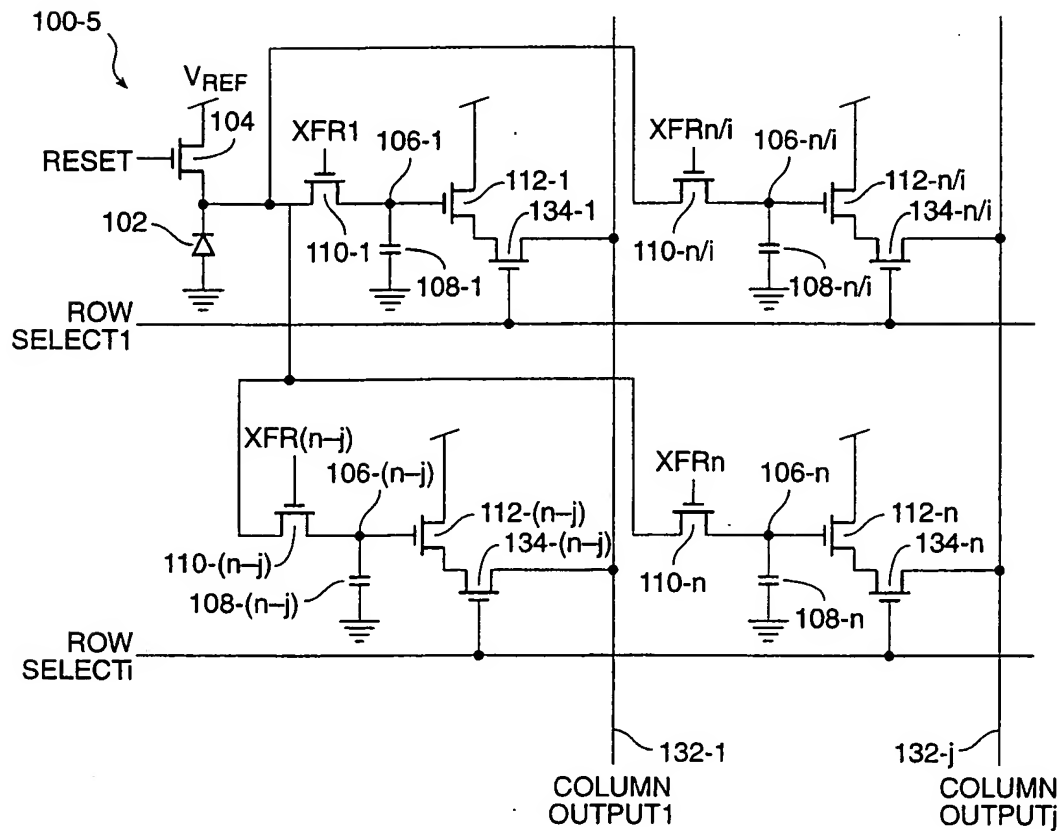 100-5
VREF
104
RESET
XFR1
106-1
112-1
134-1
XFRn/i
106-n/i
112-n/i
134-n/i
102
110-1
108-1
110-n/i
108-n/i
ROW
SELECT1
XFR(n–j)
106-(n–j)
112-(n–j)
134-(n–j)
XFRn
106-n
112-n
134-n
110-(n–j)
108-(n–j)
110-n
108-n
ROW
SELECTi
132-1
132-j
COLUMN
OUTPUT1
COLUMN
OUTPUTj